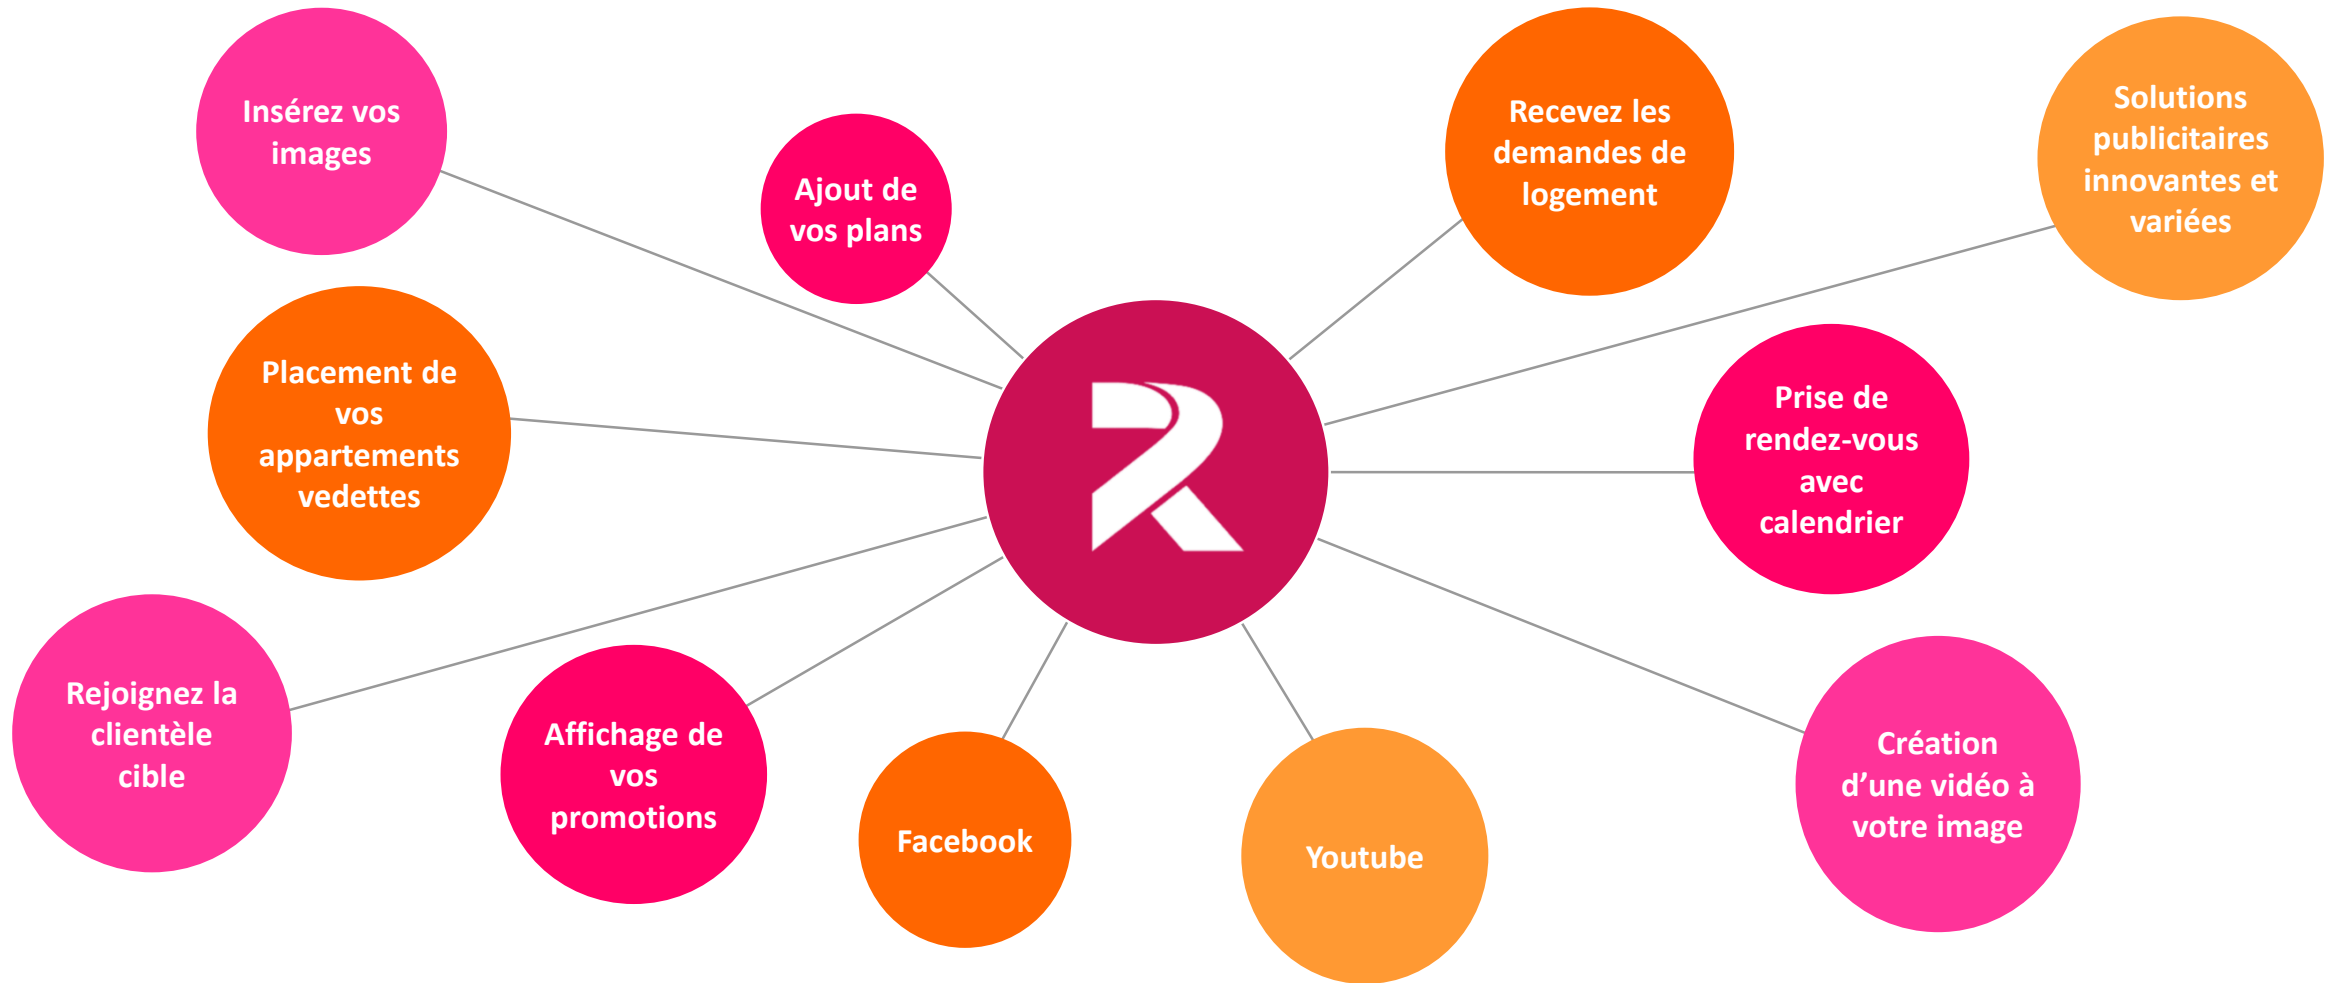 Insérez vos
images
Ajout de
vos plans
Recevez les
demandes de
logement
Solutions
publicitaires
innovantes et
variées
Placement de
vos
appartements
vedettes
Prise de
rendez-vous
avec
calendrier
Rejoignez la
clientèle
cible
Affichage de
vos
promotions
Facebook
Youtube
Création
d’une vidéo à
votre image